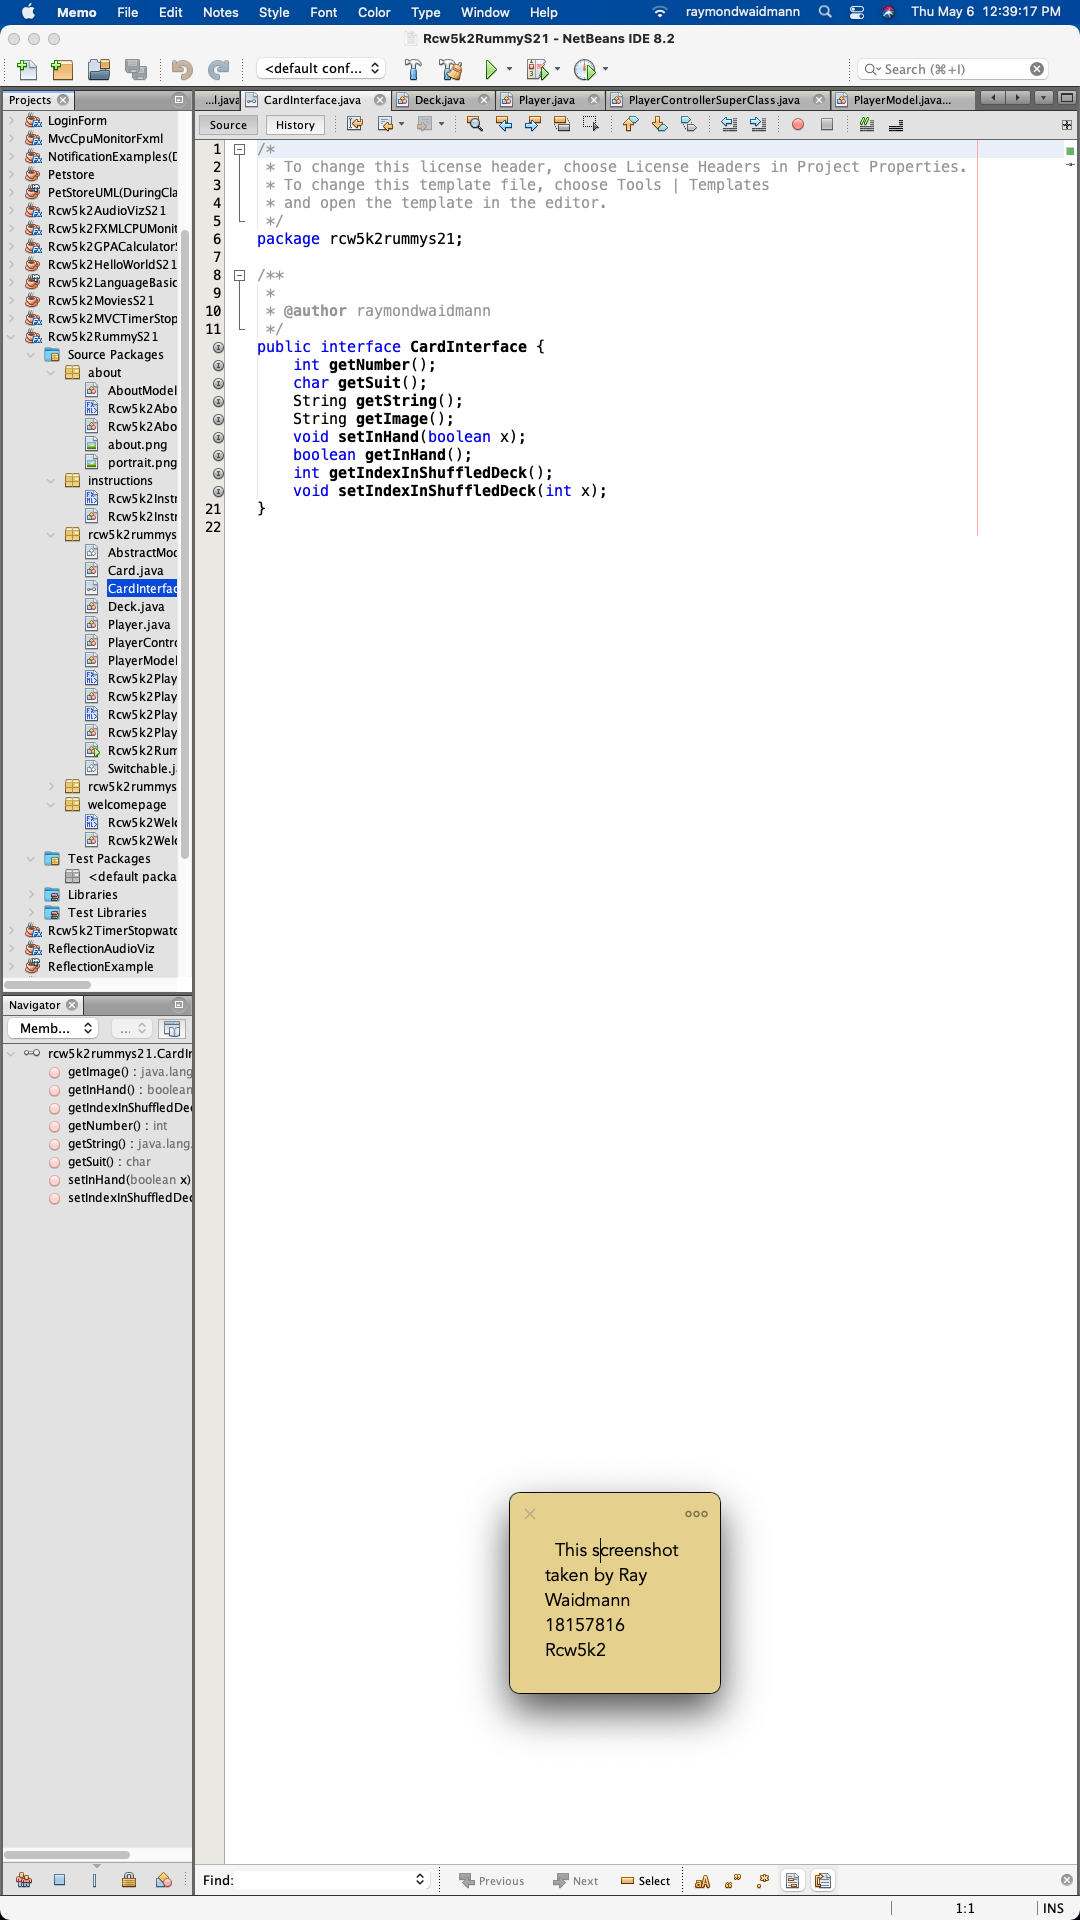 Memo File Edit Notes Style Font Color Type Window Help raymondwaidmann Thu May 6 12:39:17 PM
Rcw5k2RummyS21 - NetBeans IDE 8.2
<default conf... Search (⌘+I)
Projects
...l.java CardInterface.java Deck.java Player.java PlayerControllerSuperClass.java PlayerModel.java...
Source History
LoginForm
MvcCpuMonitorFxml
NotificationExamples(D
Petstore
PetStoreUML(DuringCla
Rcw5k2AudioVizS21
Rcw5k2FXMLCPUMonit
Rcw5k2GPACalculatorS
Rcw5k2HelloWorldS21
Rcw5k2LanguageBasic
Rcw5k2MoviesS21
Rcw5k2MVCTimerStop
Rcw5k2RummyS21
Source Packages
about
AboutModel
Rcw5k2Abo
Rcw5k2Abo
about.png
portrait.png
instructions
Rcw5k2Instr
Rcw5k2Instr
rcw5k2rummys
AbstractMod
Card.java
CardInterfac
Deck.java
Player.java
PlayerContro
PlayerModel
Rcw5k2Play
Rcw5k2Play
Rcw5k2Play
Rcw5k2Play
Rcw5k2Rum
Switchable.j
rcw5k2rummys
welcomepage
Rcw5k2Welc
Rcw5k2Welc
Test Packages
<default packa
Libraries
Test Libraries
Rcw5k2TimerStopwatc
ReflectionAudioViz
ReflectionExample
1 /*
2 * To change this license header, choose License Headers in Project Properties.
3 * To change this template file, choose Tools | Templates
4 * and open the template in the editor.
5 */
6 package rcw5k2rummys21;
7
8 /**
9 *
10 * @author raymondwaidmann
11 */
public interface CardInterface {
int getNumber();
char getSuit();
String getString();
String getImage();
void setInHand(boolean x);
boolean getInHand();
int getIndexInShuffledDeck();
void setIndexInShuffledDeck(int x);
21 }
22
Navigator
Memb... ...
rcw5k2rummys21.CardIn
getImage() : java.lang
getInHand() : boolean
getIndexInShuffledDec
getNumber() : int
getString() : java.lang.
getSuit() : char
setInHand(boolean x)
setIndexInShuffledDec
This screenshot
taken by Ray
Waidmann
18157816
Rcw5k2
Find: Previous Next Select
1:1 INS